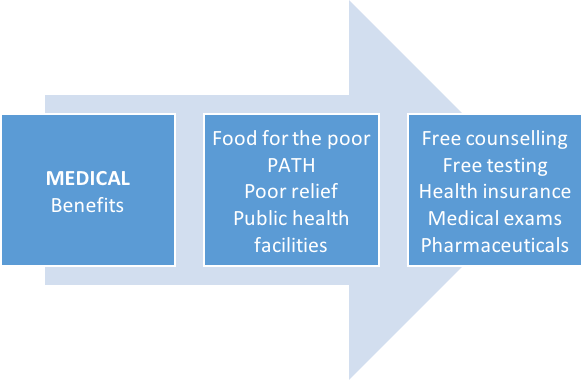 MEDICAL
Benefits
Food for the poor
PATH
Poor relief
Public health
facilities
Free counselling
Free testing
Health insurance
Medical exams
Pharmaceuticals